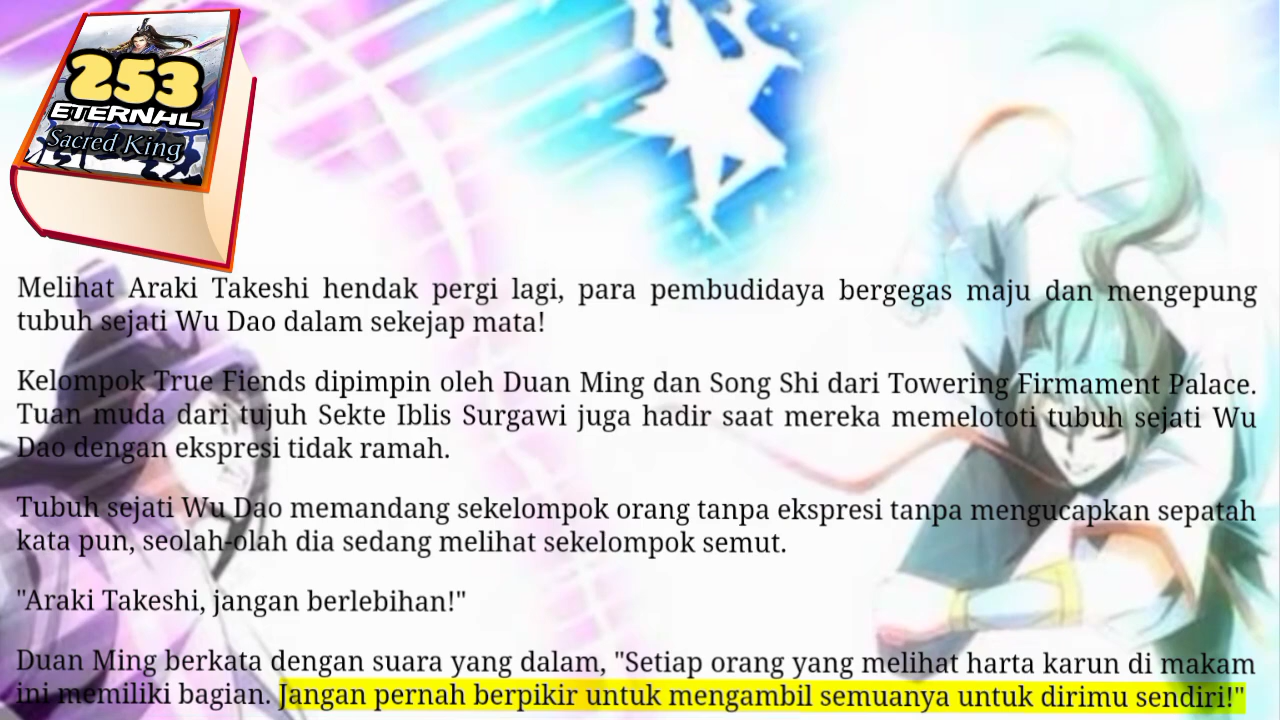 253
ETERNAL
Sacred King
Melihat Araki Takeshi hendak pergi lagi, para pembudidaya bergegas maju dan mengepung
tubuh sejati Wu Dao dalam sekejap mata!
Kelompok True Fiends dipimpin oleh Duan Ming dan Song Shi dari Towering Firmament Palace.
Tuan muda dari tujuh Sekte Iblis Surgawi juga hadir saat mereka memelototi tubuh sejati Wu
Dao dengan ekspresi tidak ramah.
Tubuh sejati Wu Dao memandang sekelompok orang tanpa ekspresi tanpa mengucapkan sepatah
kata pun, seolah-olah dia sedang melihat sekelompok semut.
"Araki Takeshi, jangan berlebihan!"
Duan Ming berkata dengan suara yang dalam, "Setiap orang yang melihat harta karun di makam
ini memiliki bagian. Jangan pernah berpikir untuk mengambil semuanya untuk dirimu sendiri!"